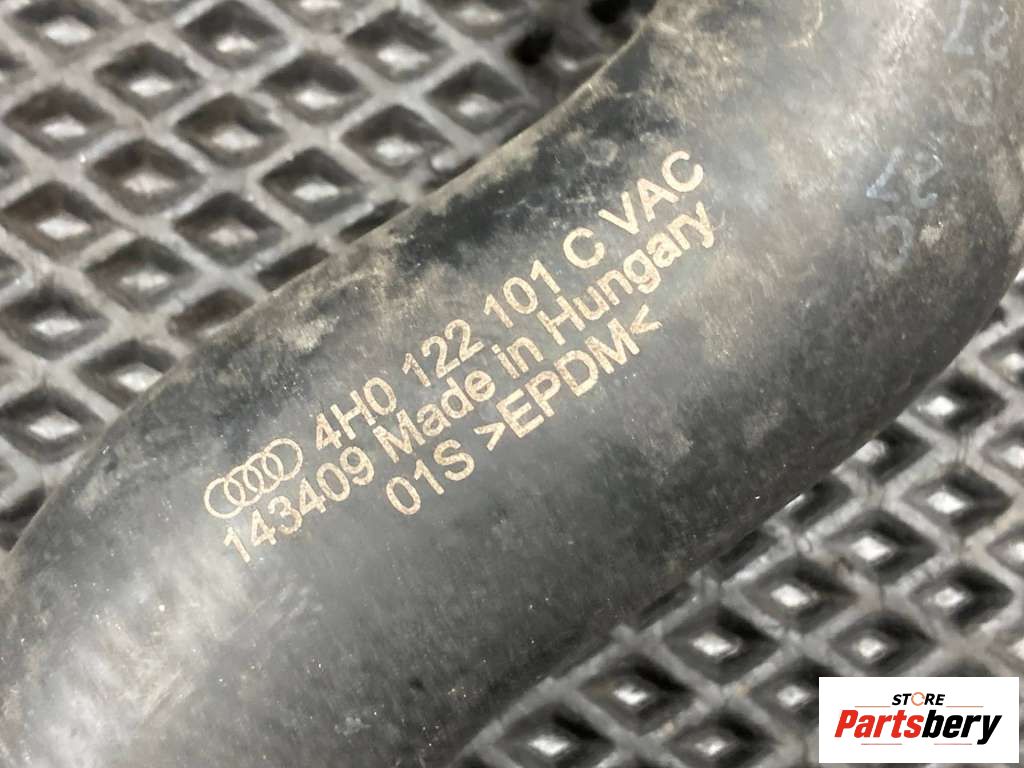 4H0 122 101 C VAC
143409 Made in Hungary
01S >EPDM<
STORE
Partsbery